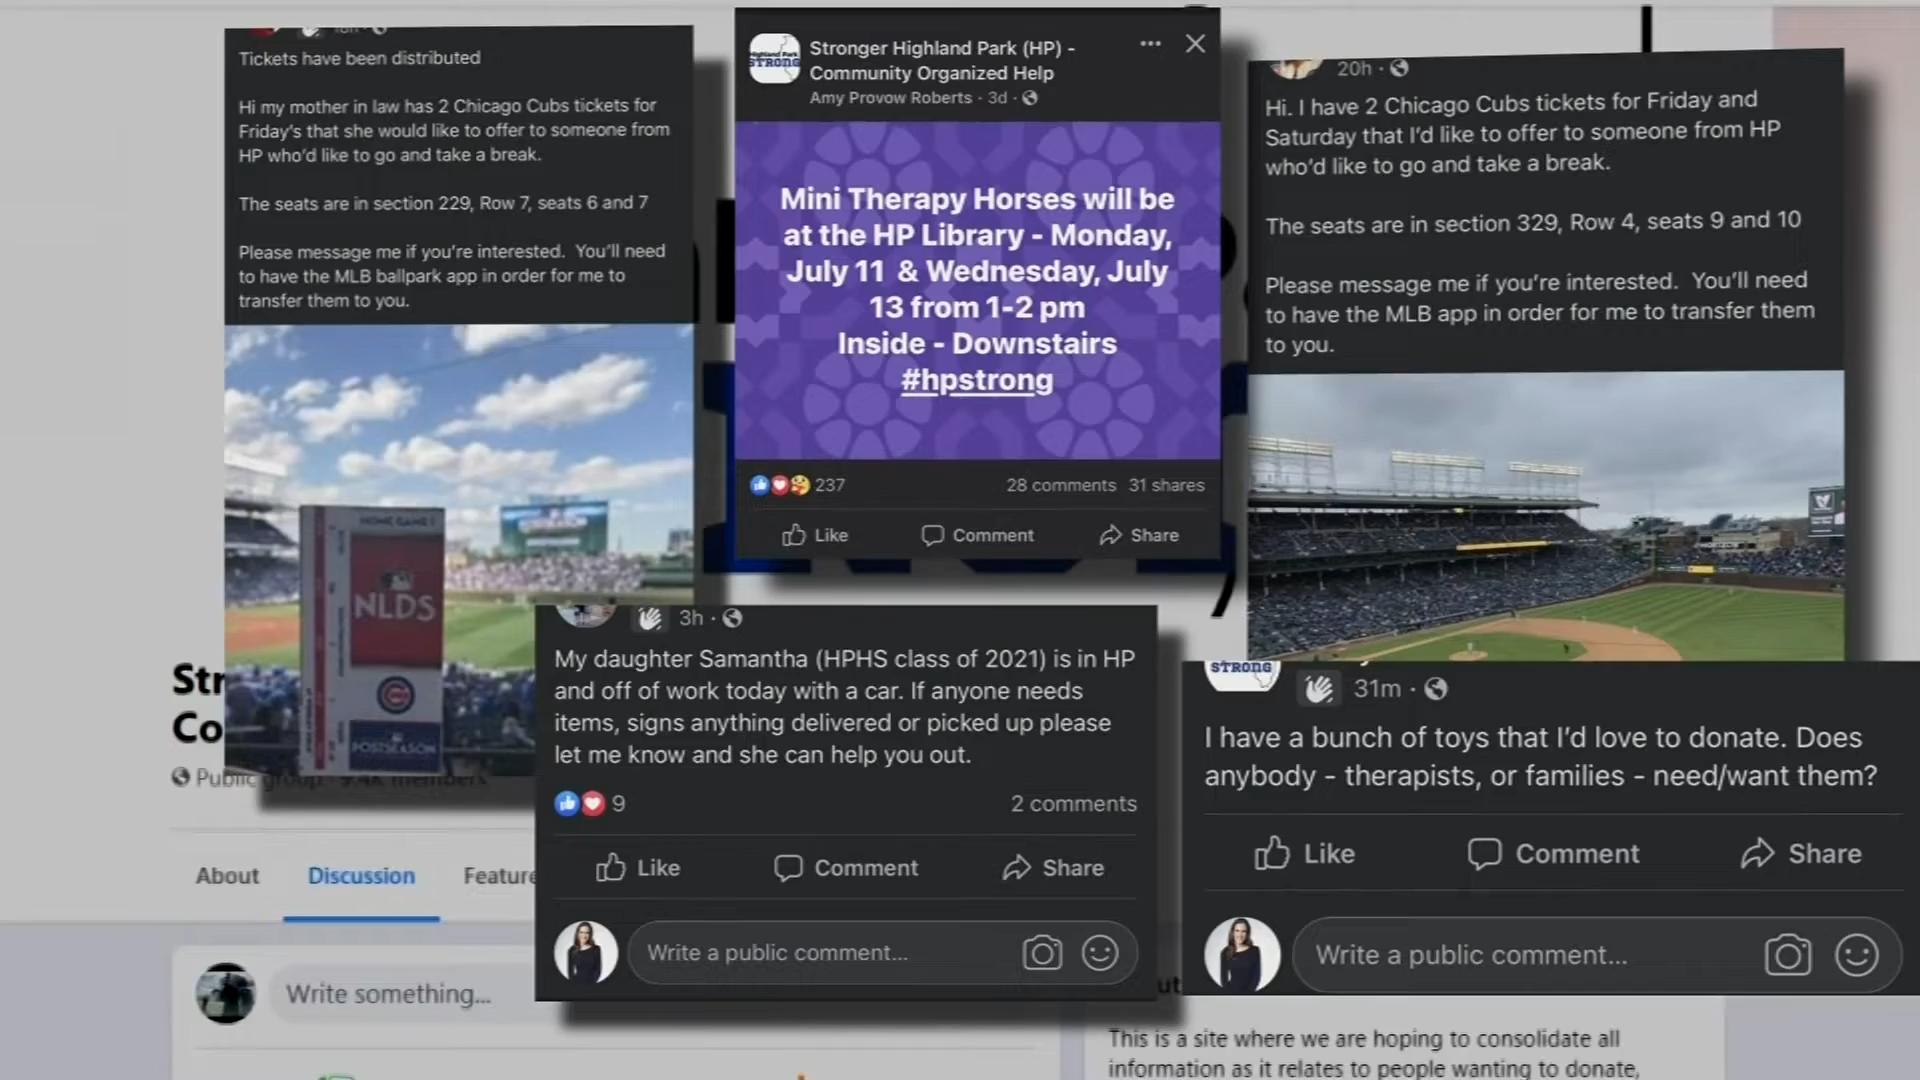 18h
Tickets have been distributed
Hi my mother in law has 2 Chicago Cubs tickets for
Friday's that she would like to offer to someone from
HP who'd like to go and take a break.
The seats are in section 229, Row 7, seats 6 and 7
Please message me if you're interested. You'll need
to have the MLB ballpark app in order for me to
transfer them to you.
NLDS
POSTSEASON
Highland Park
STRONG
Stronger Highland Park (HP) -
Community Organized Help
Amy Provow Roberts · 3d ·
Mini Therapy Horses will be
at the HP Library - Monday,
July 11 & Wednesday, July
13 from 1-2 pm
Inside - Downstairs
#hpstrong
237
28 comments 31 shares
Like Comment Share
20h ·
Hi. I have 2 Chicago Cubs tickets for Friday and
Saturday that I'd like to offer to someone from HP
who'd like to go and take a break.
The seats are in section 329, Row 4, seats 9 and 10
Please message me if you're interested. You'll need
to have the MLB app in order for me to transfer them
to you.
3h ·
My daughter Samantha (HPHS class of 2021) is in HP
and off of work today with a car. If anyone needs
items, signs anything delivered or picked up please
let me know and she can help you out.
9
2 comments
Like Comment Share
Write a public comment...
STRONG
31m ·
I have a bunch of toys that I'd love to donate. Does
anybody - therapists, or families - need/want them?
Like Comment Share
Write a public comment...
Str
Co
Public group · 9.4K members
About Discussion Feature
Write something...
ut
This is a site where we are hoping to consolidate all
information as it relates to people wanting to donate,